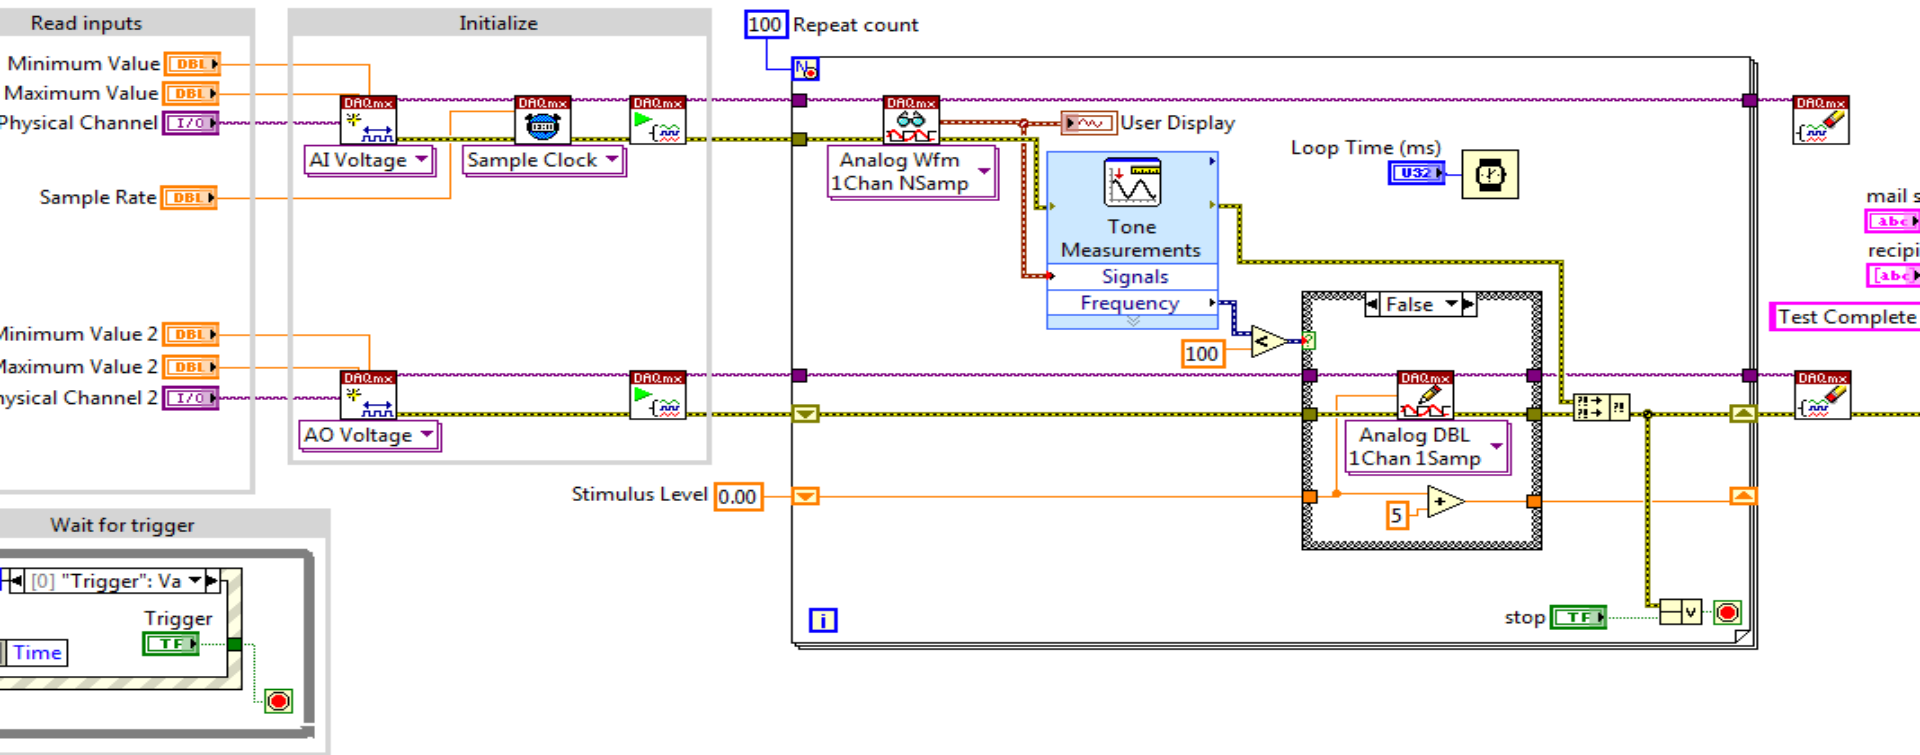 Read inputs
Initialize
100 Repeat count
N
Minimum Value DBL
Maximum Value DBL
Physical Channel I/O
DAQmx
DAQmx
DAQmx
DAQmx
DAQmx
AI Voltage
Sample Clock
Analog Wfm
1Chan NSamp
User Display
Loop Time (ms)
U32
Sample Rate DBL
Tone
Measurements
Signals
Frequency
mail s
abc
recipi
[abc
False
Test Complete
100
<
?
Minimum Value 2 DBL
Maximum Value 2 DBL
hysical Channel 2 I/O
DAQmx
DAQmx
DAQmx
DAQmx
AO Voltage
Analog DBL
1Chan 1Samp
?! ?! ?!
Stimulus Level 0.00
5
+
Wait for trigger
[0] "Trigger": Va
Trigger
TF
Time
i
stop TF
V